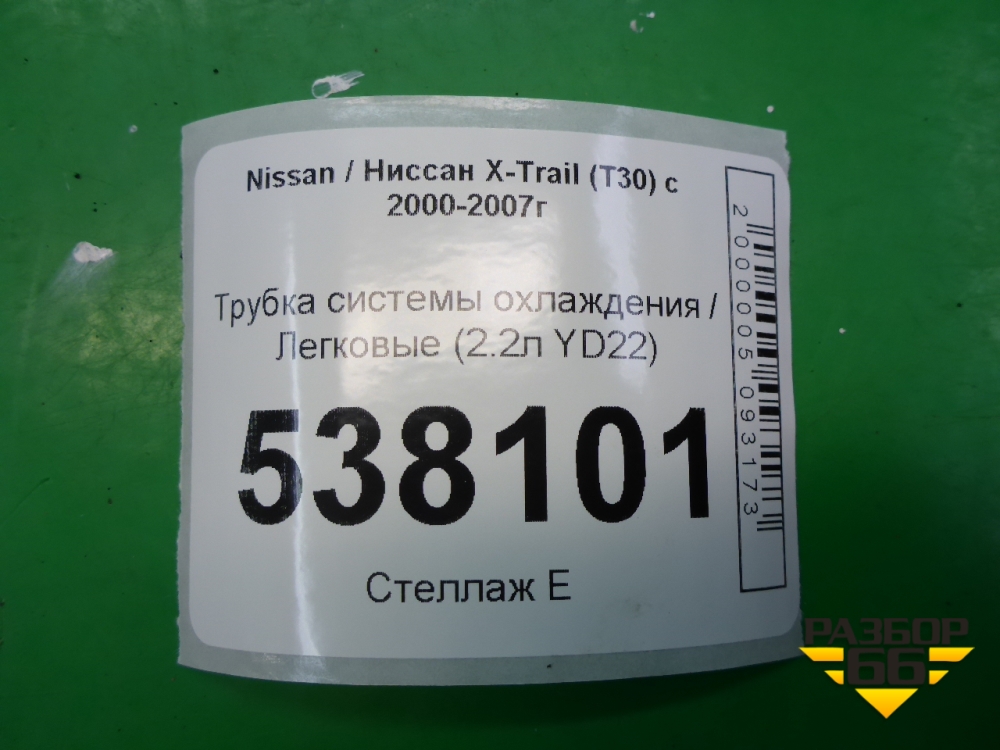 Nissan / Ниссан X-Trail (T30) с
2000-2007г
Трубка системы охлаждения /
Легковые (2.2л YD22)
538101
Стеллаж Е
2000005093173
РАЗБОР
66